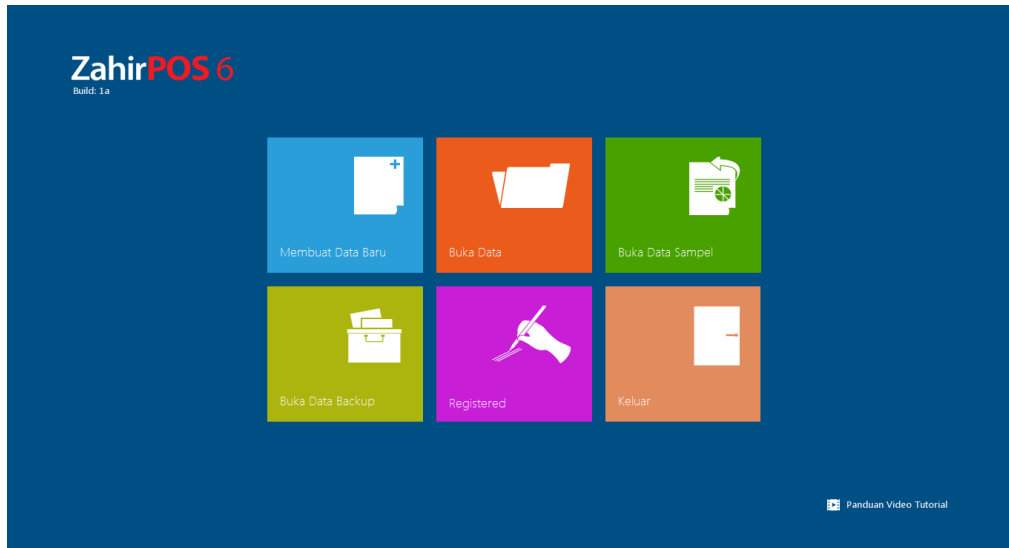 ZahirPOS 6
Build: 1a
Membuat Data Baru
Buka Data
Buka Data Sampel
Buka Data Backup
Registered
Keluar
Panduan Video Tutorial